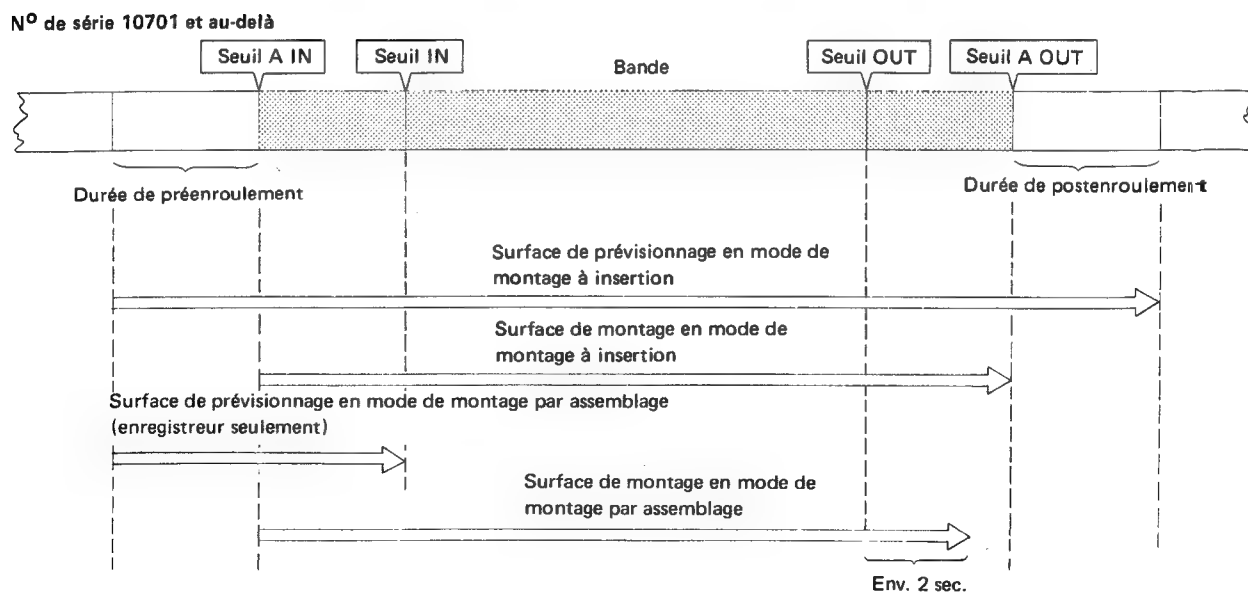 Nº de série 10701 et au-delà
Seuil A IN
Seuil IN
Bande
Seuil OUT
Seuil A OUT
Durée de préenroulement
Durée de postenroulement
Surface de prévisionnage en mode de
montage à insertion
Surface de montage en mode de
montage à insertion
Surface de prévisionnage en mode de montage par assemblage
(enregistreur seulement)
Surface de montage en mode de
montage par assemblage
Env. 2 sec.